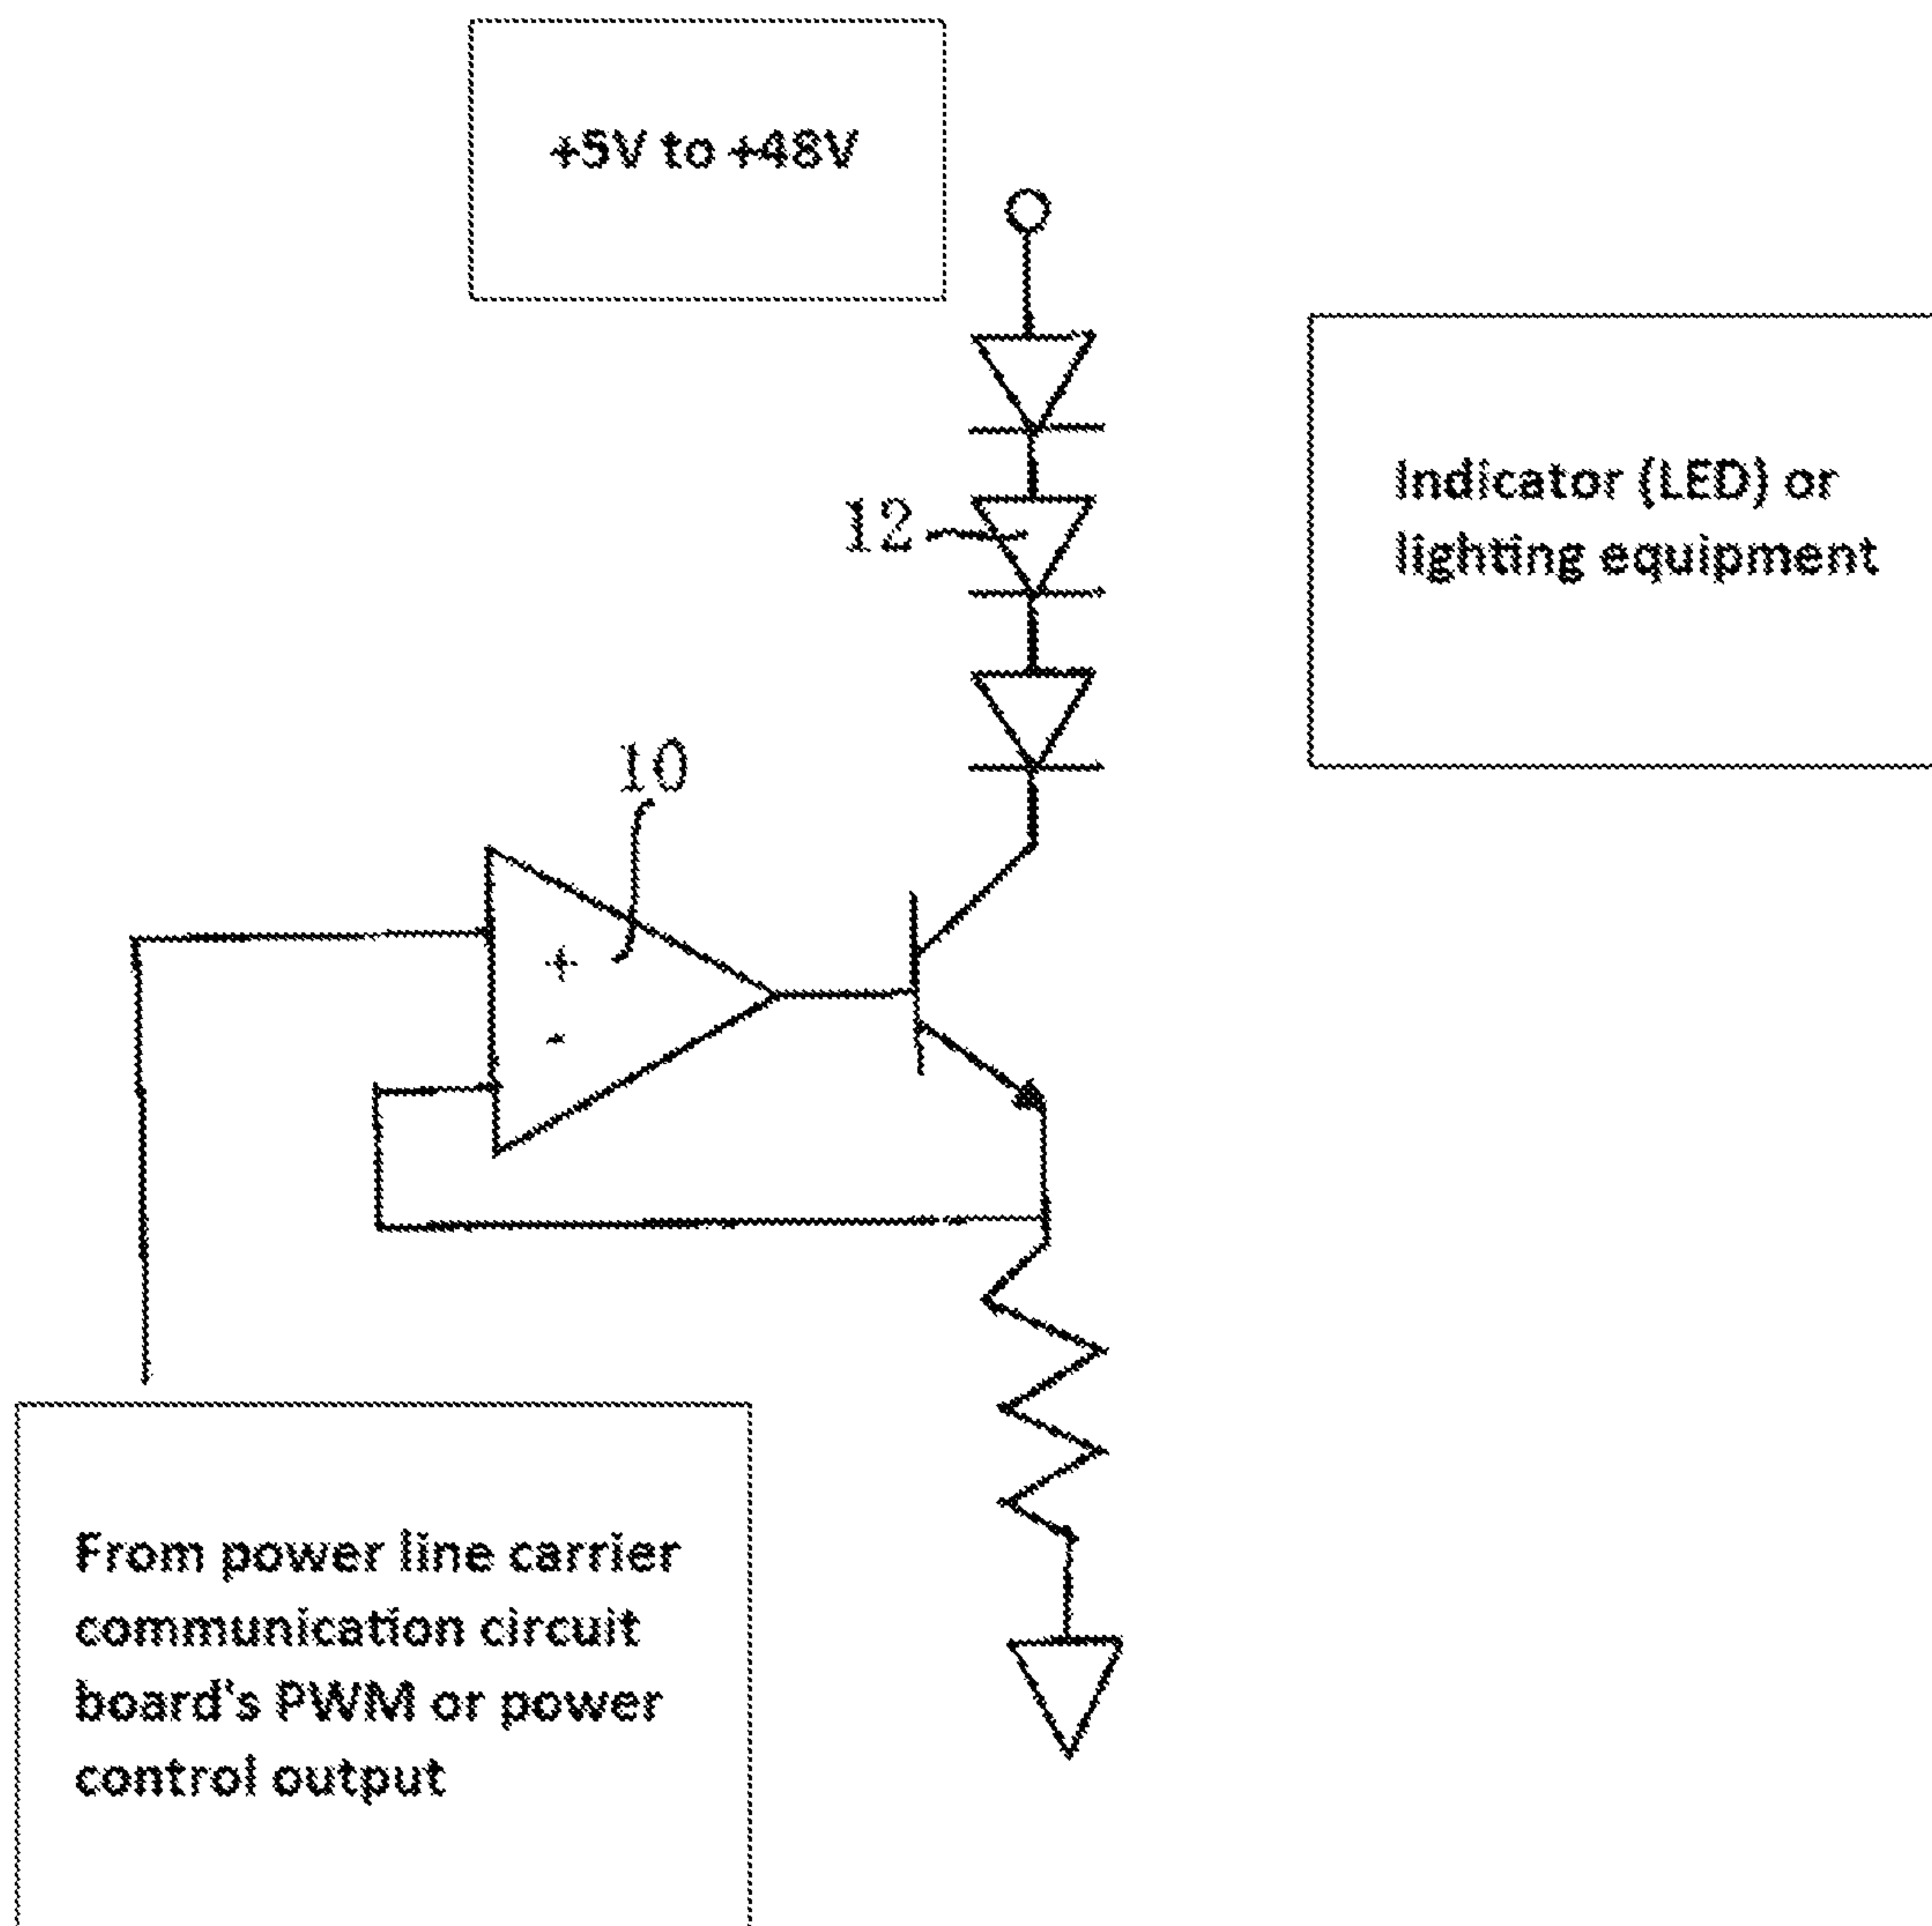 +5V to +48V
Indicator (LED) or
lighting equipment
12
10
+
-
From power line carrier
communication circuit
board's PWM or power
control output